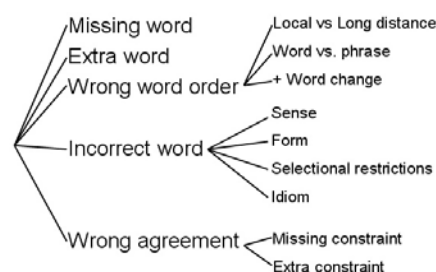 Missing word
Extra word
Wrong word order
Local vs Long distance
Word vs. phrase
+ Word change
Incorrect word
Sense
Form
Selectional restrictions
Idiom
Wrong agreement
Missing constraint
Extra constraint